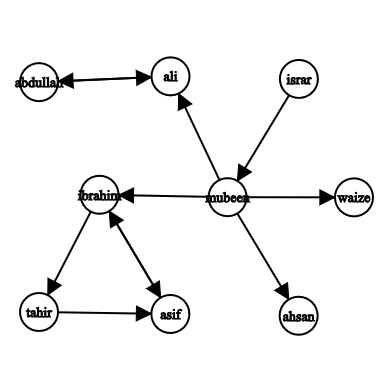 abdullah
ali
israr
ibrahim
mubeen
waize
tahir
asif
ahsan